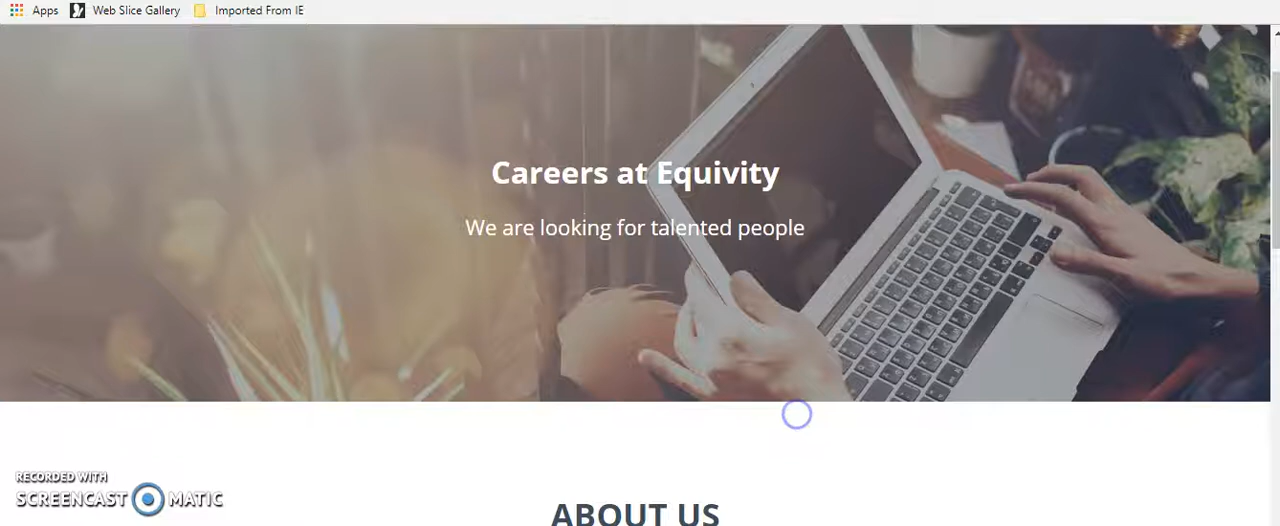 Apps Web Slice Gallery Imported From IE
Careers at Equivity
We are looking for talented people
ABOUT US
RECORDED WITH
SCREENCAST MATIC